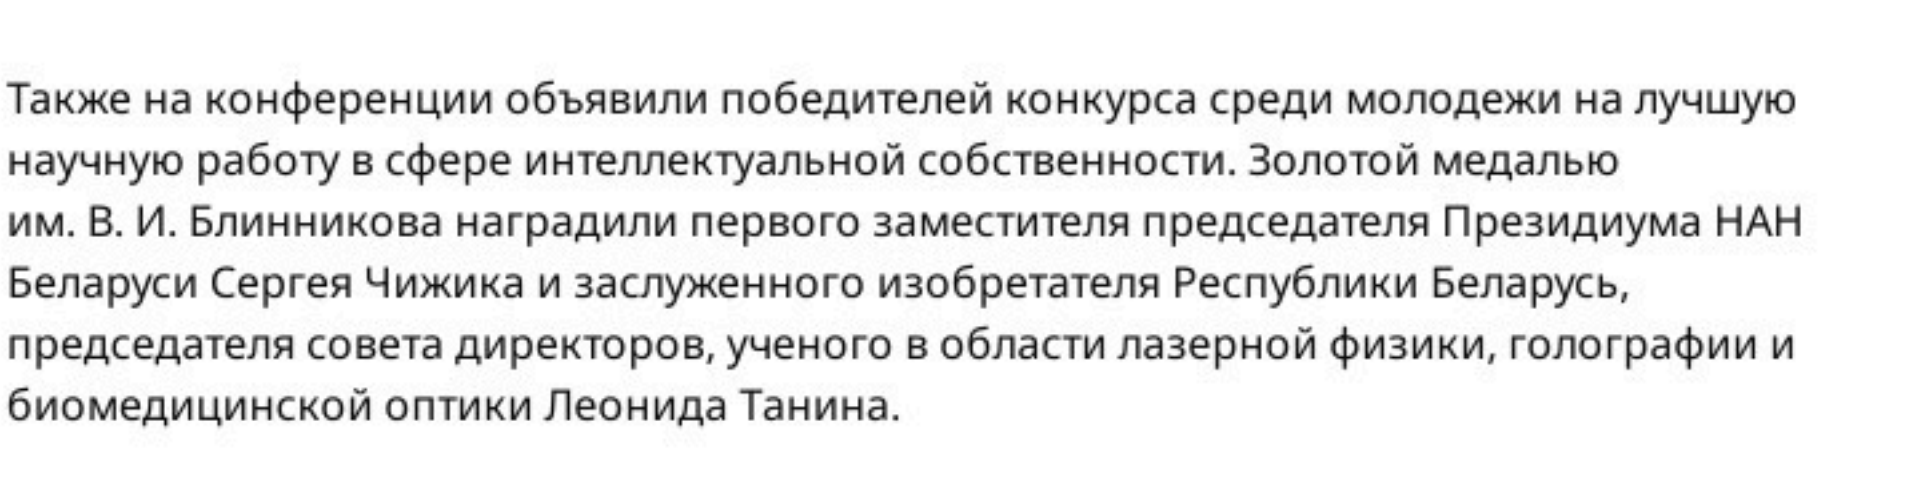 Также на конференции объявили победителей конкурса среди молодежи на лучшую
научную работу в сфере интеллектуальной собственности. Золотой медалью
им. В. И. Блинникова наградили первого заместителя председателя Президиума НАН
Беларуси Сергея Чижика и заслуженного изобретателя Республики Беларусь,
председателя совета директоров, ученого в области лазерной физики, голографии и
биомедицинской оптики Леонида Танина.